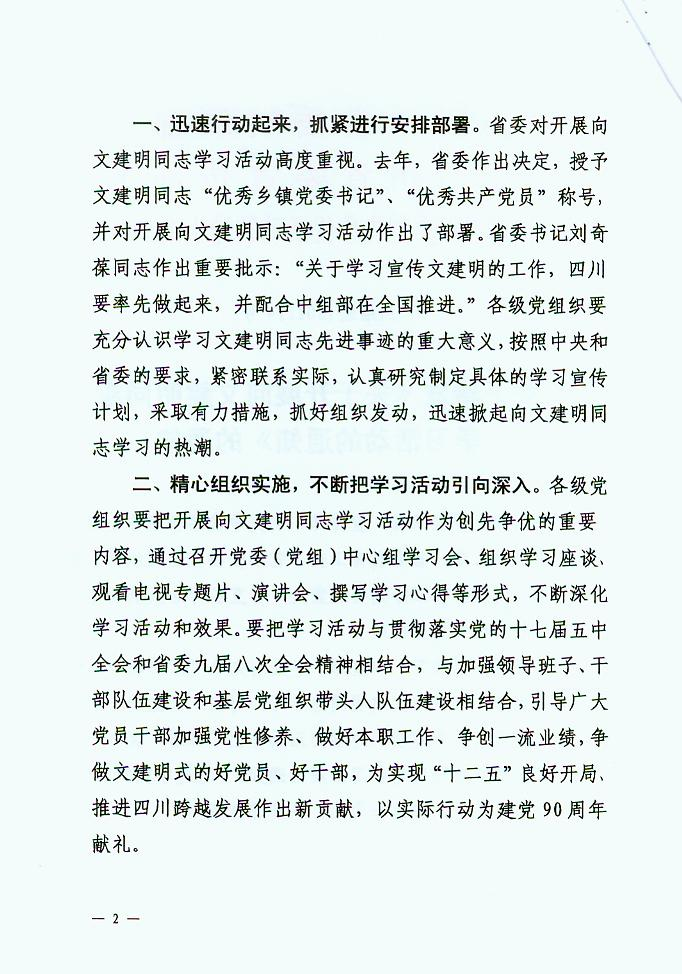 一、迅速行动起来，抓紧进行安排部署。省委对开展向
文建明同志学习活动高度重视。去年，省委作出决定，授予
文建明同志“优秀乡镇党委书记”、“优秀共产党员”称号，
并对开展向文建明同志学习活动作出了部署。省委书记刘奇
葆同志作出重要批示：“关于学习宣传文建明的工作，四川
要率先做起来，并配合中组部在全国推进。”各级党组织要
充分认识学习文建明同志先进事迹的重大意义，按照中央和
省委的要求，紧密联系实际，认真研究制定具体的学习宣传
计划，采取有力措施，抓好组织发动，迅速掀起向文建明同
志学习的热潮。
二、精心组织实施，不断把学习活动引向深入。各级党
组织要把开展向文建明同志学习活动作为创先争优的重要
内容，通过召开党委（党组）中心组学习会、组织学习座谈、
观看电视专题片、演讲会、撰写学习心得等形式，不断深化
学习活动和效果。要把学习活动与贯彻落实党的十七届五中
全会和省委九届八次全会精神相结合，与加强领导班子、干
部队伍建设和基层党组织带头人队伍建设相结合，引导广大
党员干部加强党性修养、做好本职工作、争创一流业绩，争
做文建明式的好党员、好干部，为实现“十二五”良好开局、
推进四川跨越发展作出新贡献，以实际行动为建党 90 周年
献礼。
— 2 —